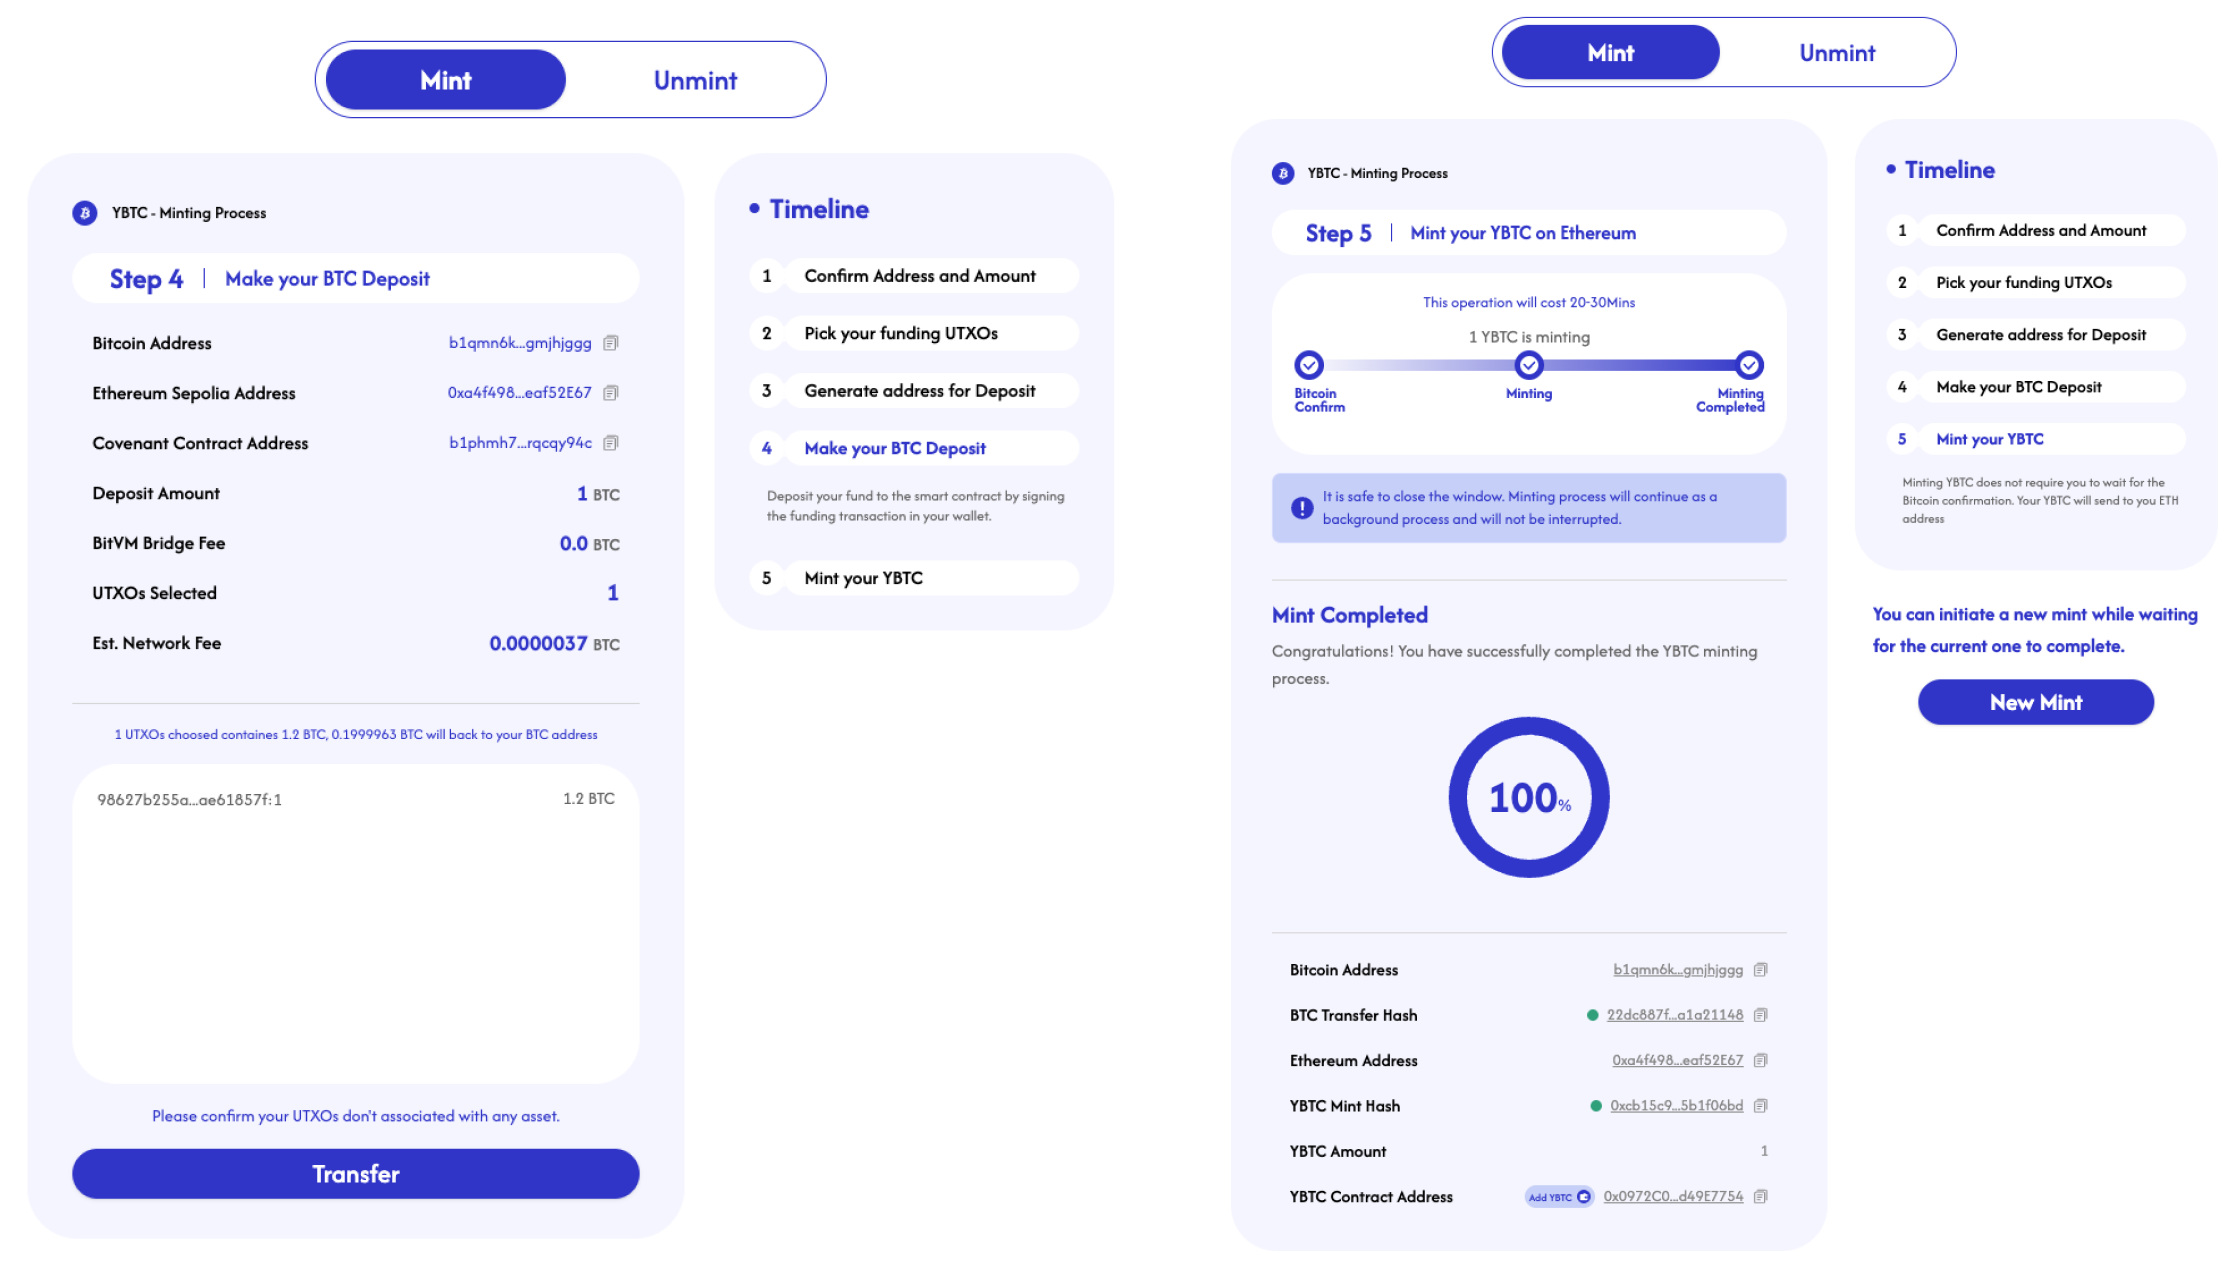 Mint Unmint
YBTC - Minting Process
Step 4 | Make your BTC Deposit
Bitcoin Address b1qmn6k...gmjhjggg
Ethereum Sepolia Address 0xa4f498...eaf52E67
Covenant Contract Address b1phmh7...rqcqy94c
Deposit Amount 1 BTC
BitVM Bridge Fee 0.0 BTC
UTXOs Selected 1
Est. Network Fee 0.0000037 BTC
1 UTXOs choosed containes 1.2 BTC, 0.1999963 BTC will back to your BTC address
98627b255a...ae61857f:1 1.2 BTC
Please confirm your UTXOs don't associated with any asset.
Transfer
• Timeline
1 Confirm Address and Amount
2 Pick your funding UTXOs
3 Generate address for Deposit
4 Make your BTC Deposit
Deposit your fund to the smart contract by signing
the funding transaction in your wallet.
5 Mint your YBTC
Mint Unmint
YBTC - Minting Process
Step 5 | Mint your YBTC on Ethereum
This operation will cost 20-30Mins
1 YBTC is minting
Bitcoin
Confirm
Minting
Minting
Completed
It is safe to close the window. Minting process will continue as a
background process and will not be interrupted.
Mint Completed
Congratulations! You have successfully completed the YBTC minting
process.
100%
Bitcoin Address b1qmn6k...gmjhjggg
BTC Transfer Hash 22dc887f...a1a21148
Ethereum Address 0xa4f498...eaf52E67
YBTC Mint Hash 0xcb15c9...5b1f06bd
YBTC Amount 1
YBTC Contract Address Add YBTC 0x0972C0...d49E7754
• Timeline
1 Confirm Address and Amount
2 Pick your funding UTXOs
3 Generate address for Deposit
4 Make your BTC Deposit
5 Mint your YBTC
Minting YBTC does not require you to wait for the
Bitcoin confirmation. Your YBTC will send to you ETH
address
You can initiate a new mint while waiting
for the current one to complete.
New Mint